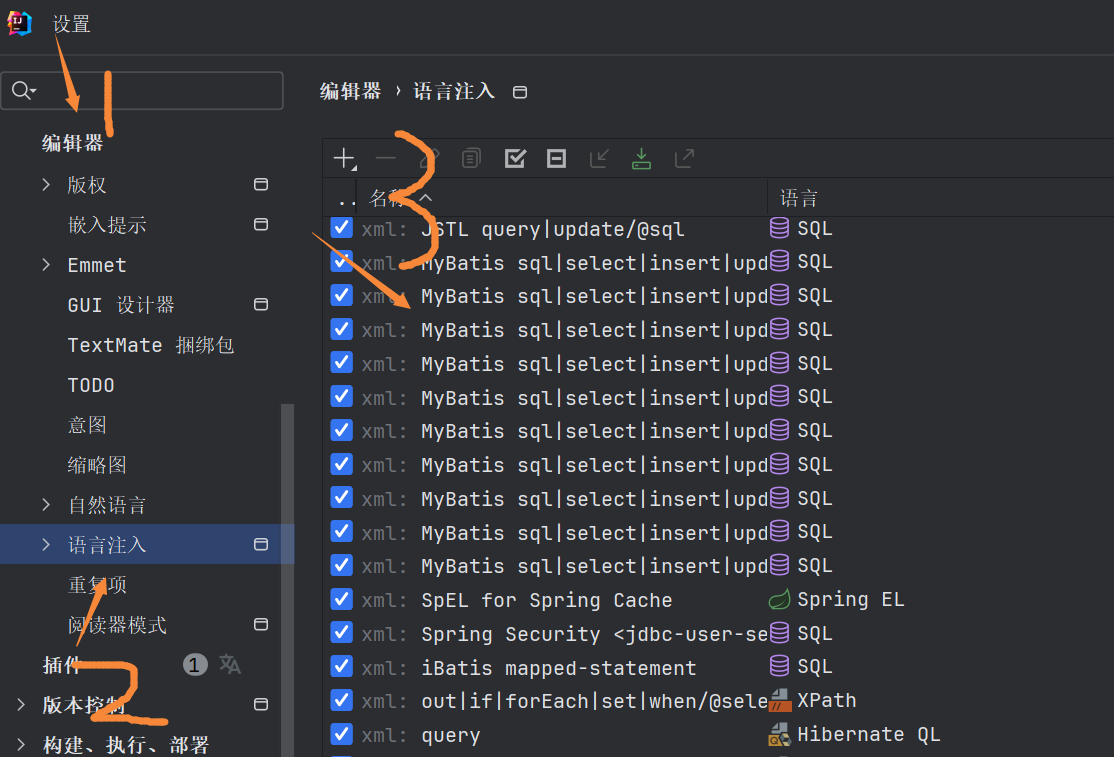 设置
1
编辑器 › 语言注入
编辑器
版权
嵌入提示
Emmet
GUI 设计器
TextMate 捆绑包
TODO
意图
缩略图
自然语言
语言注入
重复项
阅读器模式
插件 1
版本控制
构建、执行、部署
2
3
.. 名称 语言
xml: JSTL query|update/@sql SQL
xml: MyBatis sql|select|insert|upd SQL
xml: MyBatis sql|select|insert|upd SQL
xml: MyBatis sql|select|insert|upd SQL
xml: MyBatis sql|select|insert|upd SQL
xml: MyBatis sql|select|insert|upd SQL
xml: MyBatis sql|select|insert|upd SQL
xml: MyBatis sql|select|insert|upd SQL
xml: MyBatis sql|select|insert|upd SQL
xml: MyBatis sql|select|insert|upd SQL
xml: MyBatis sql|select|insert|upd SQL
xml: SpEL for Spring Cache Spring EL
xml: Spring Security <jdbc-user-se SQL
xml: iBatis mapped-statement SQL
xml: out|if|forEach|set|when/@sele XPath
xml: query Hibernate QL